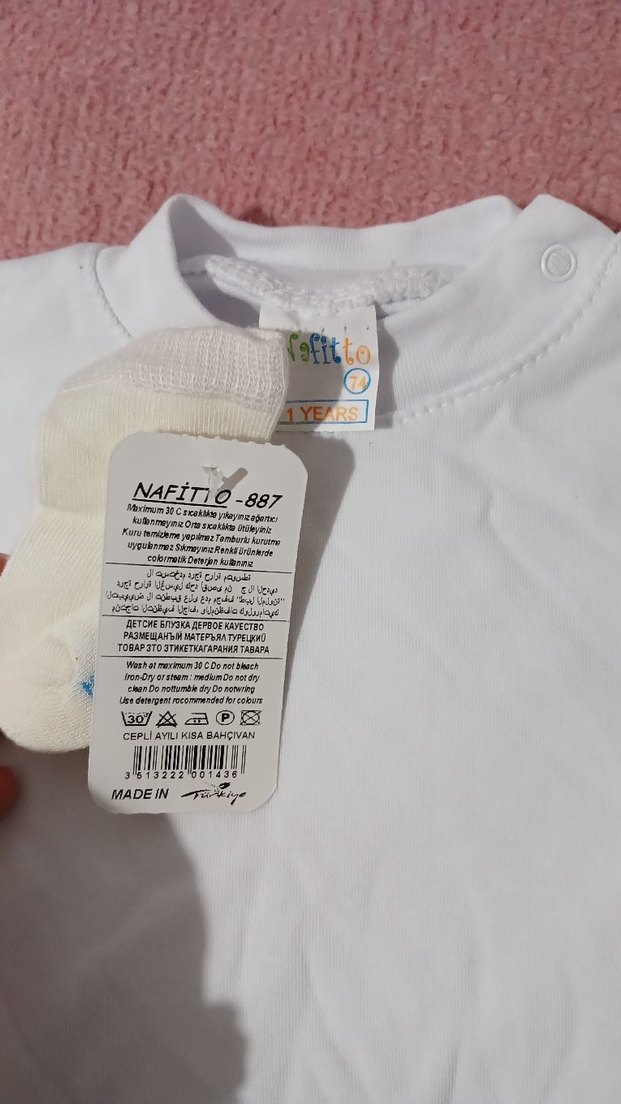 Nafitto
74
1 YEARS
NAFİTTO -887
Maximum 30 C sıcaklıkta yıkayınız ağartıcı
kullanmayınız Orta sıcaklıkta ütüleyiniz
Kuru temizleme yapılmaz Tamburlu kurutma
uygulanmaz Sıkmayınız Renkli ürünlerde
colormatik Deterjan kullanınız
ДЕТСИЕ БЛУЗКА ДЕРВОЕ КАУЕСТВО
РАЗМЕЩАНЪІЙ МАТЕРЪЯЛ ТУРЕЦКИЙ
ТОВАР ЗТО ЗТИКЕТКАГАРАНИЯ ТАВАРА
Wash at maximum 30 C Do not bleach
Iron-Dry or steam : medium Do not dry
clean Do nottumble dry Do notwring
Use detergent recommended for colours
30°
P
CEPLİ AYILI KISA BAHÇIVAN
3 513222 001436
MADE IN Türkiye